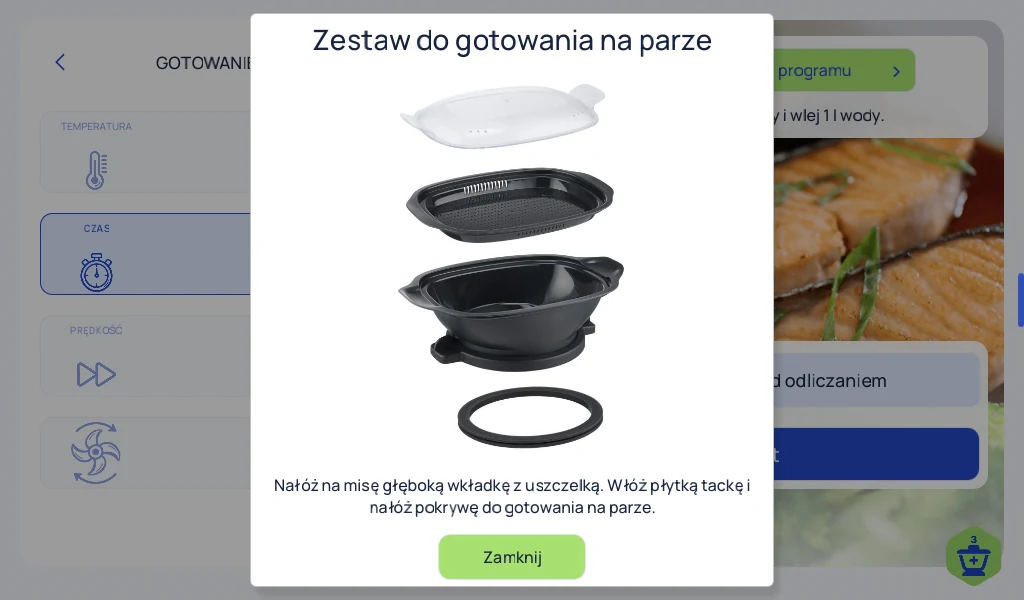 Zestaw do gotowania na parze
GOTOWANIE
TEMPERATURA
CZAS
PRĘDKOŚĆ
programu
y i wlej 1 l wody.
d odliczaniem
t
Nałóż na misę głęboką wkładkę z uszczelką. Włóż płytką tackę i
nałóż pokrywę do gotowania na parze.
Zamknij
3